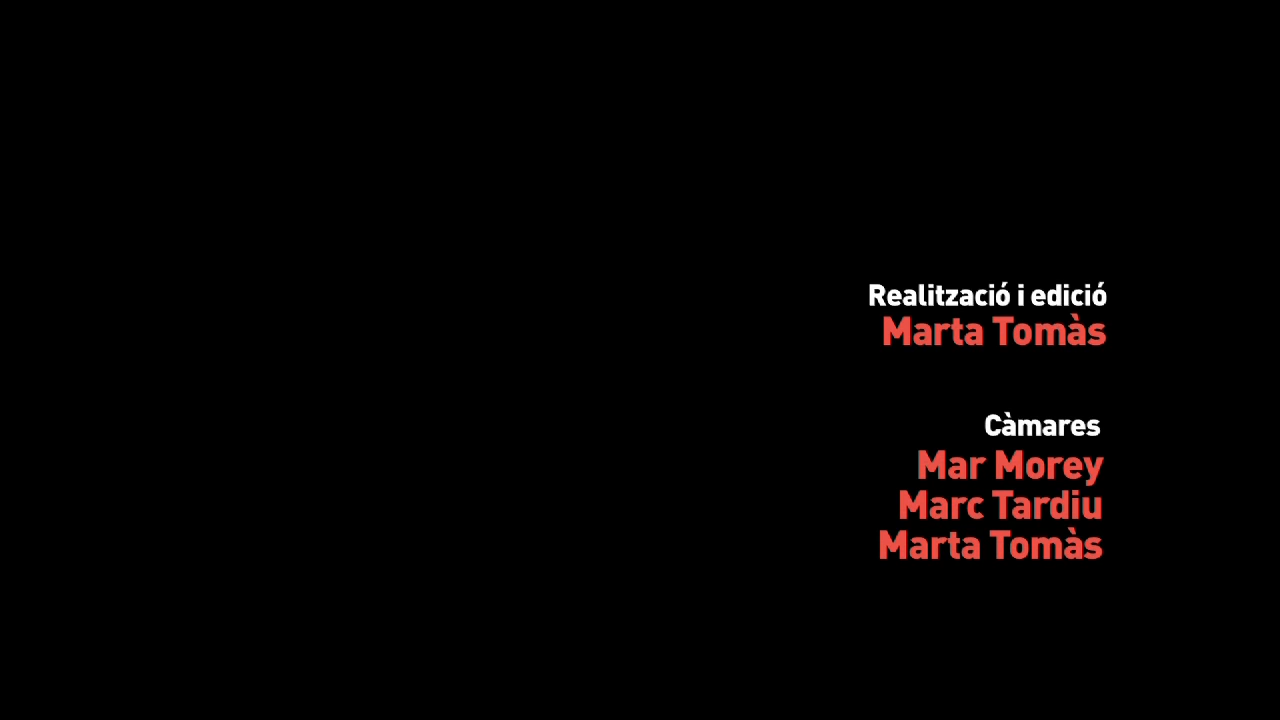 Realització i edició
Marta Tomàs
Càmares
Mar Morey
Marc Tardiu
Marta Tomàs